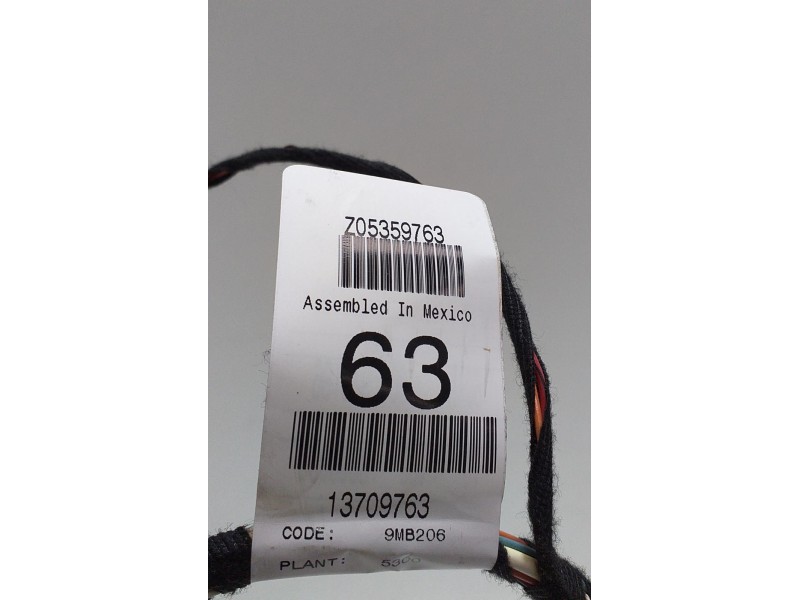 Z05359763
Assembled In Mexico
63
13709763
CODE: 9MB206
PLANT: